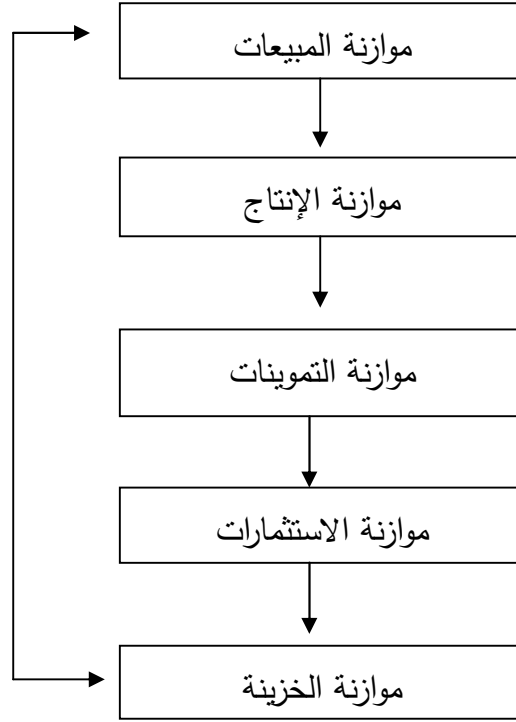 موازنة المبيعات
موازنة الإنتاج
موازنة التموينات
موازنة الاستثمارات
موازنة الخزينة